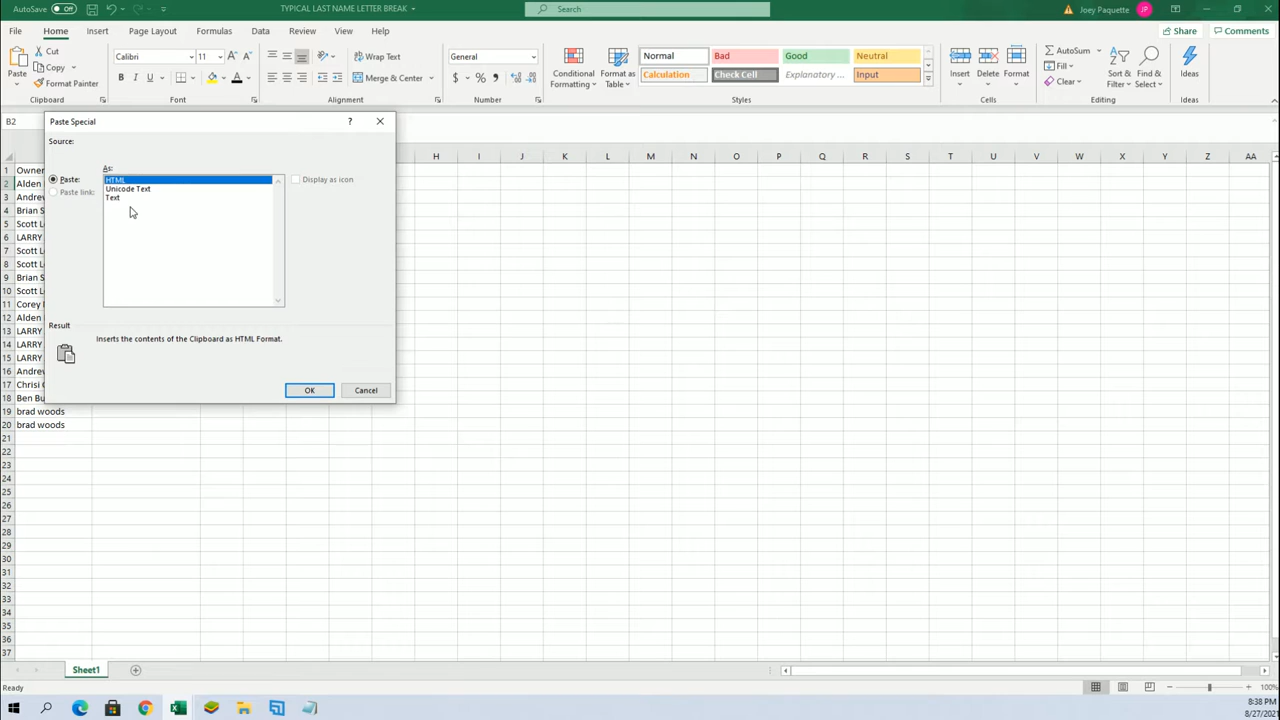 AutoSave Off TYPICAL LAST NAME LETTER BREAK Search Joey Paquette JP
File Home Insert Page Layout Formulas Data Review View Help Share Comments
Paste Cut Copy Format Painter Clipboard
Calibri 11 B I U A Font
Wrap Text Merge & Center Alignment
General $ % , Number
Conditional Formatting Format as Table
Normal Bad Good Neutral
Calculation Check Cell Explanatory ... Input
Styles
Insert Delete Format Cells
AutoSum Fill Clear Sort & Filter Find & Select Editing
Ideas
B2
Paste Special ? ×
Source:
As:
Paste: HTML Display as icon
Paste link: Unicode Text
Text
Result
Inserts the contents of the Clipboard as HTML Format.
OK Cancel
H I J K L M N O P Q R S T U V W X Y Z AA
1 Owner
2 Alden
3 Andrew
4 Brian S
5 Scott L
6 LARRY
7 Scott L
8 Scott L
9 Brian S
10 Scott L
11 Corey
12 Alden
13 LARRY
14 LARRY
15 LARRY
16 Andrew
17 Chrisi
18 Ben Bu
19 brad woods
20 brad woods
21
22
23
24
25
26
27
28
29
30
31
32
33
34
35
36
37
Sheet1
Ready 100%
8:38 PM
8/27/202